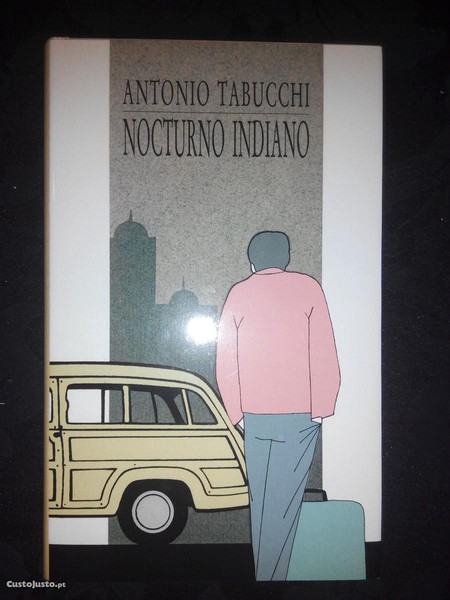 ANTONIO TABUCCHI
NOCTURNO INDIANO
CustoJusto.pt